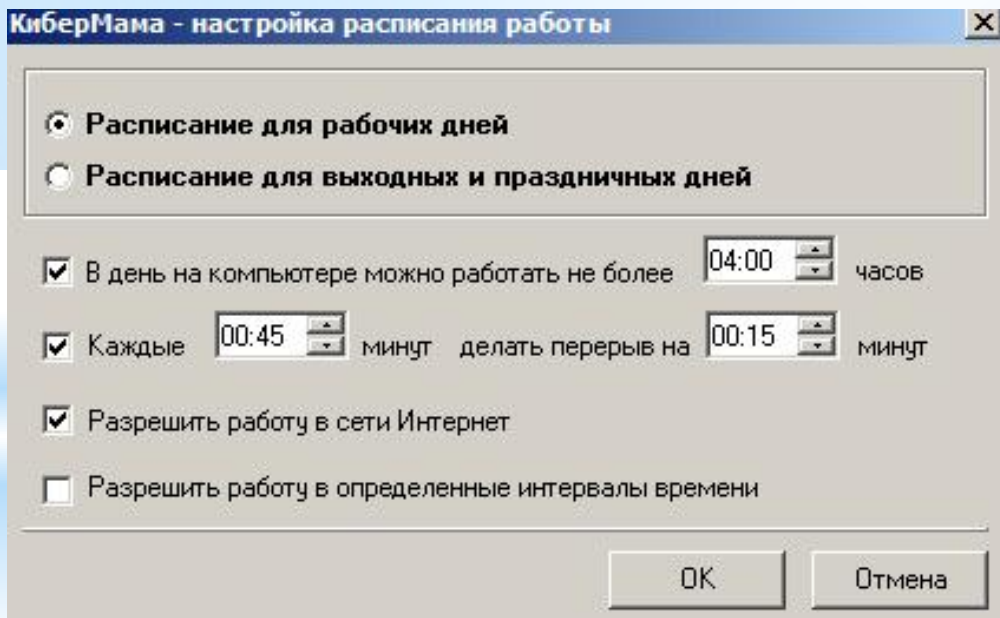 КиберМама - настройка расписания работы
Расписание для рабочих дней
Расписание для выходных и праздничных дней
В день на компьютере можно работать не более 04:00 часов
Каждые 00:45 минут делать перерыв на 00:15 минут
Разрешить работу в сети Интернет
Разрешить работу в определенные интервалы времени
OK Отмена